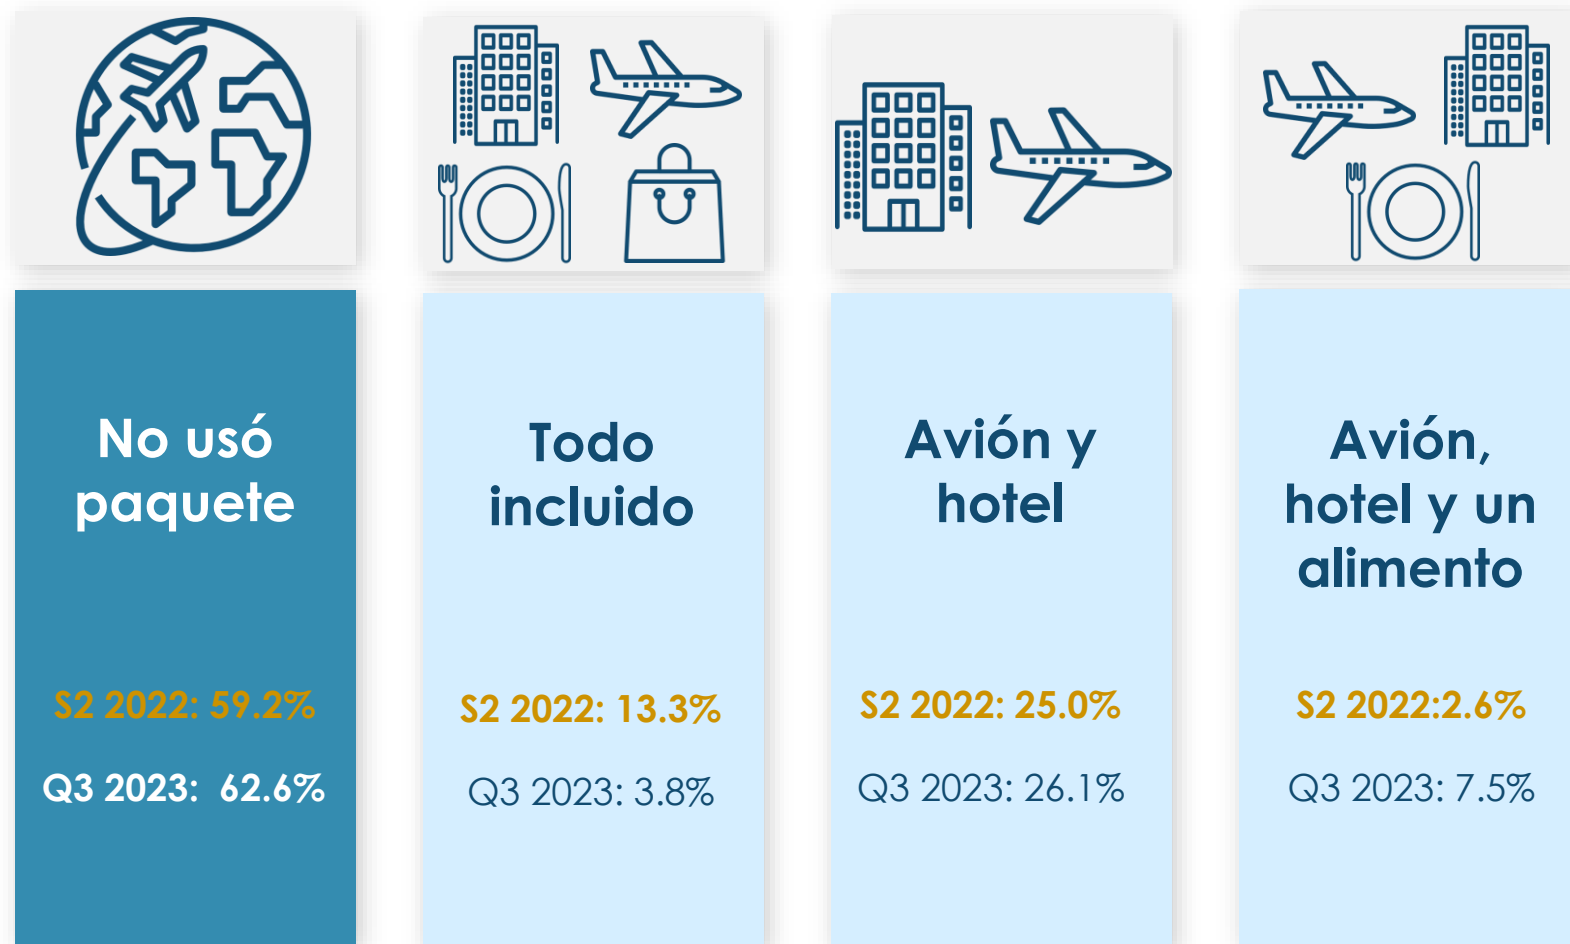 No usó
paquete
S2 2022: 59.2%
Q3 2023: 62.6%
Todo
incluido
S2 2022: 13.3%
Q3 2023: 3.8%
Avión y
hotel
S2 2022: 25.0%
Q3 2023: 26.1%
Avión,
hotel y un
alimento
S2 2022:2.6%
Q3 2023: 7.5%